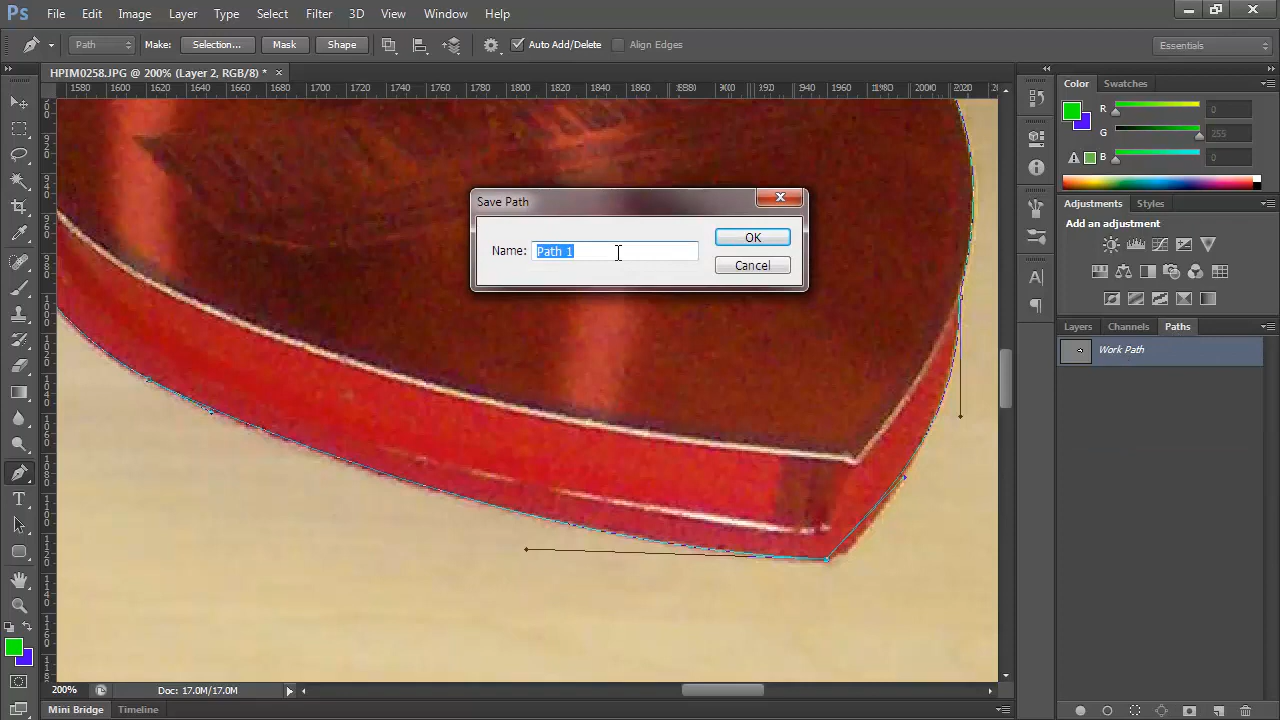 Ps File Edit Image Layer Type Select Filter 3D View Window Help
Path Make: Selection... Mask Shape Auto Add/Delete Align Edges Essentials
HPIM0258.JPG @ 200% (Layer 2, RGB/8) * ×
1580 1600 1620 1640 1660 1680 1700 1720 1740 1760 1780 1800 1820 1840 1860 2000 2020
Color Swatches
R 0
G 255
B 0
Adjustments Styles
Add an adjustment
Save Path
Name: Path 1
OK
Cancel
Layers Channels Paths
Work Path
200% Doc: 17.0M/17.0M
Mini Bridge Timeline